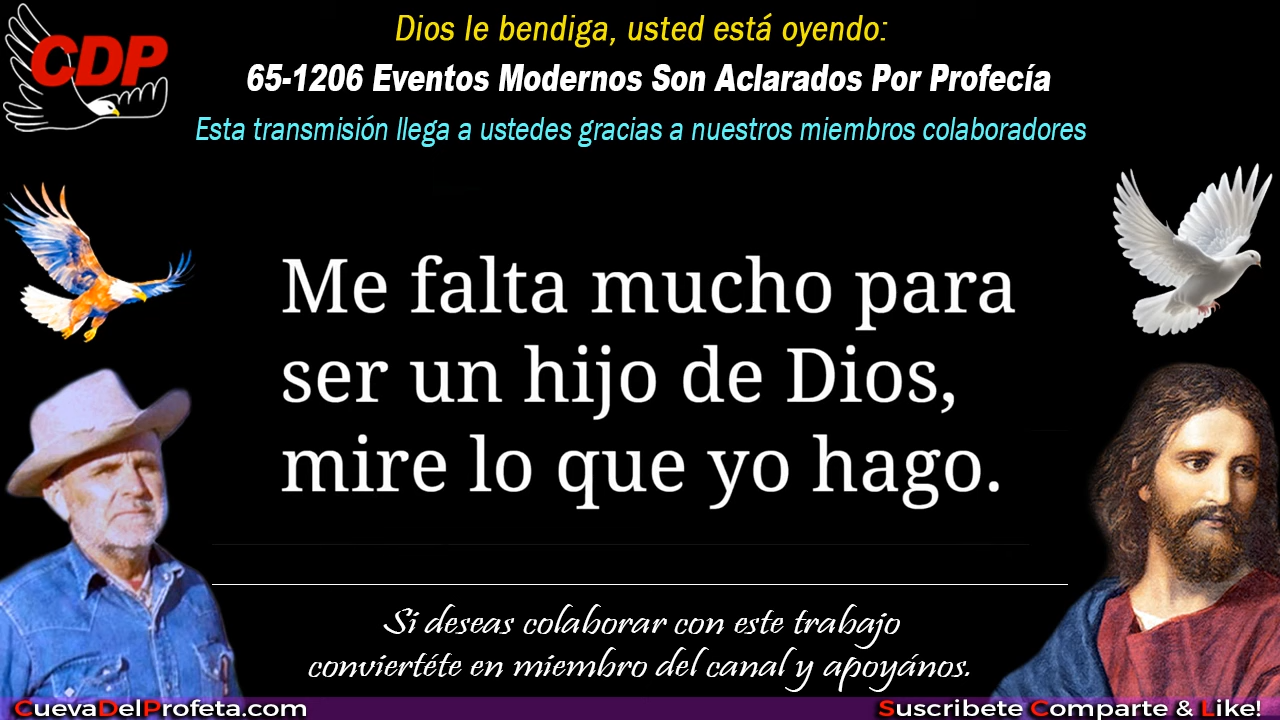 CDP
Dios le bendiga, usted está oyendo:
65-1206 Eventos Modernos Son Aclarados Por Profecía
Esta transmisión llega a ustedes gracias a nuestros miembros colaboradores
Me falta mucho para
ser un hijo de Dios,
mire lo que yo hago.
Si deseas colaborar con este trabajo
conviertéte en miembro del canal y apoyános.
CuevaDelProfeta.com
Suscribete Comparte & Like!